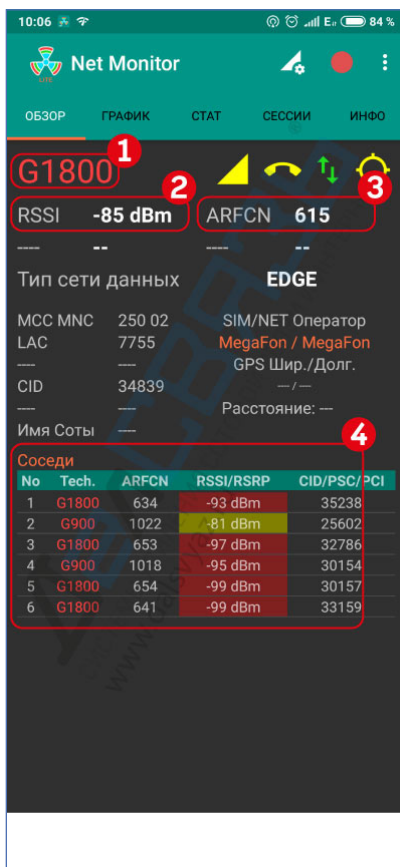 10:06 84 %
LITE Net Monitor
ОБЗОР ГРАФИК СТАТ СЕССИИ ИНФО
1
G1800
2 3
RSSI -85 dBm ARFCN 615
---- -- ---- --
Тип сети данных EDGE
MCC MNC 250 02 SIM/NET Оператор
LAC 7755 MegaFon / MegaFon
---- ---- GPS Шир./Долг.
CID 34839 ---/---
---- ---- Расстояние: ---
Имя Соты ----
4
Соседи
No Tech. ARFCN RSSI/RSRP CID/PSC/PCI
1 G1800 634 -93 dBm 35238
2 G900 1022 -81 dBm 25602
3 G1800 653 -97 dBm 32786
4 G900 1018 -95 dBm 30154
5 G1800 654 -99 dBm 30157
6 G1800 641 -99 dBm 33159